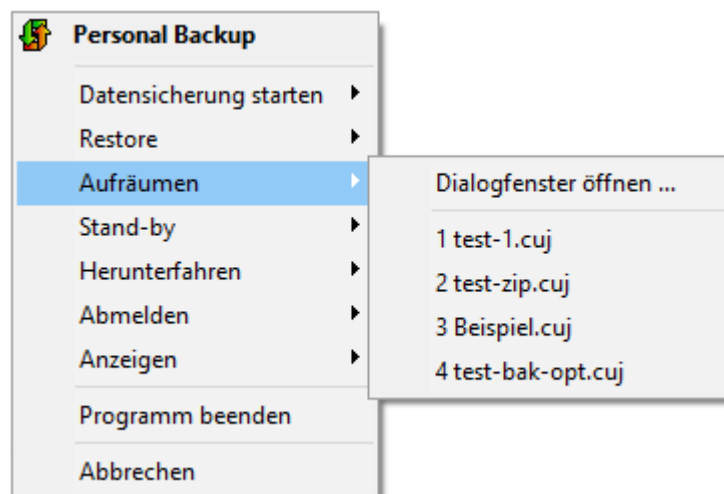 Personal Backup
Datensicherung starten
Restore
Aufräumen
Stand-by
Herunterfahren
Abmelden
Anzeigen
Programm beenden
Abbrechen
Dialogfenster öffnen ...
1 test-1.cuj
2 test-zip.cuj
3 Beispiel.cuj
4 test-bak-opt.cuj